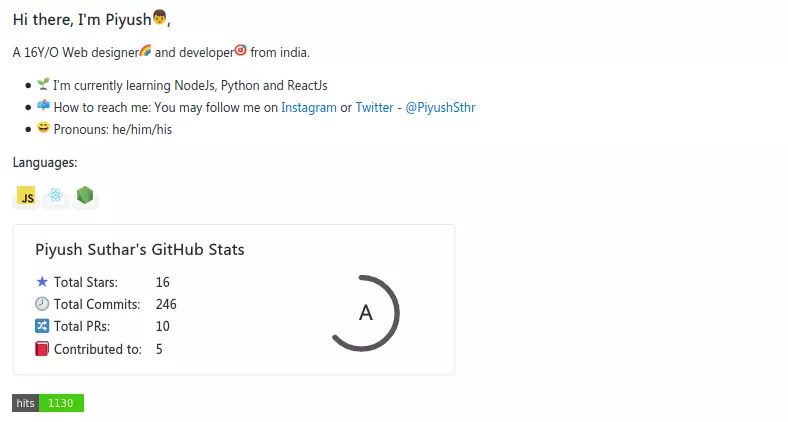 Hi there, I'm Piyush👦,
A 16Y/O Web designer🌈 and developer🎯 from india.
• 🌱 I'm currently learning NodeJs, Python and ReactJs
• 📫 How to reach me: You may follow me on Instagram or Twitter - @PiyushSthr
• 😄 Pronouns: he/him/his
Languages:
JS
Piyush Suthar's GitHub Stats
Total Stars: 16
Total Commits: 246
A
Total PRs: 10
Contributed to: 5
hits 1130